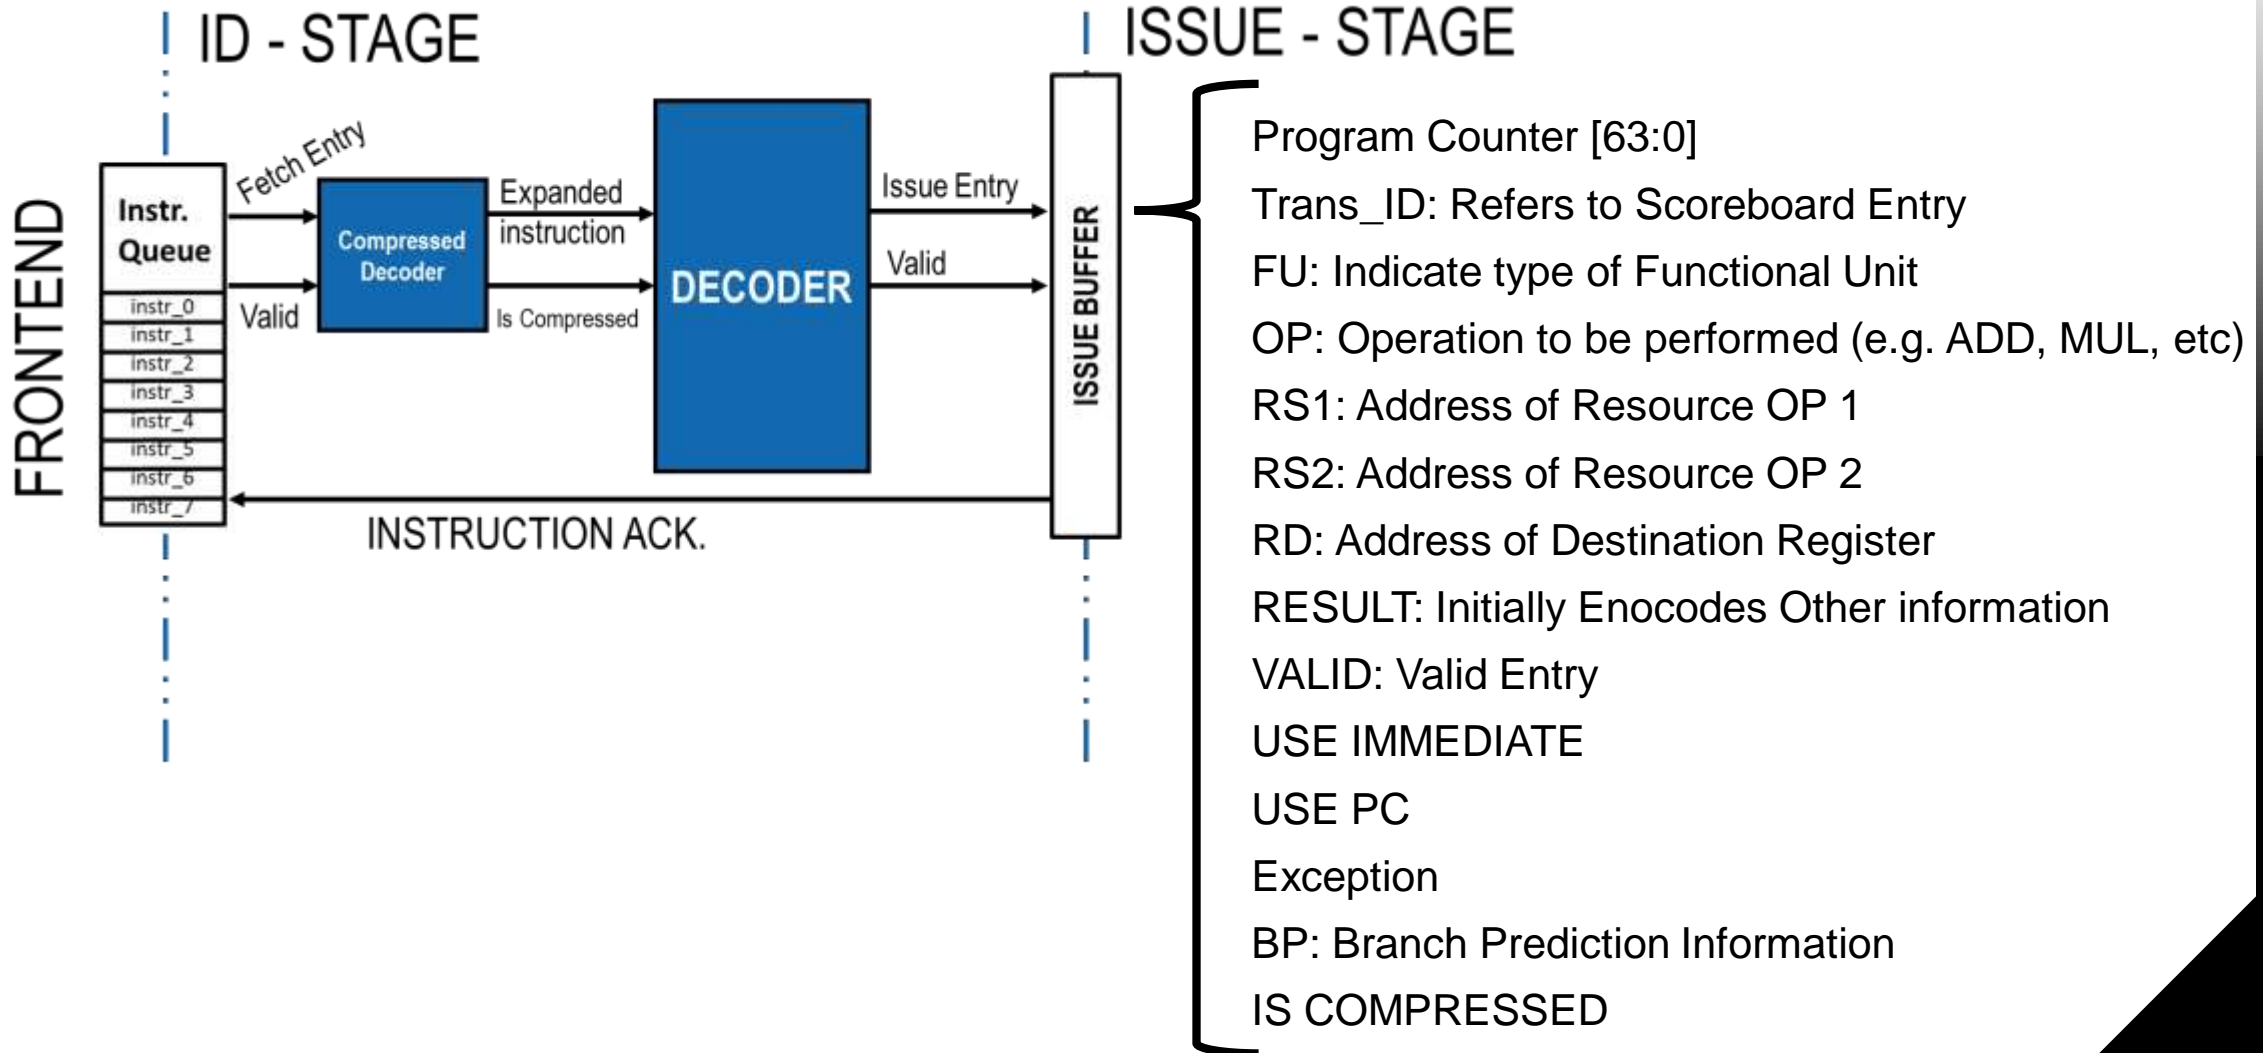 ID - STAGE
ISSUE - STAGE
FRONTEND
Instr.
Queue
instr_0
instr_1
instr_2
instr_3
instr_4
instr_5
instr_6
instr_7
Fetch Entry
Valid
Compressed
Decoder
Expanded
instruction
Is Compressed
DECODER
Issue Entry
Valid
ISSUE BUFFER
INSTRUCTION ACK.
Program Counter [63:0]
Trans_ID: Refers to Scoreboard Entry
FU: Indicate type of Functional Unit
OP: Operation to be performed (e.g. ADD, MUL, etc)
RS1: Address of Resource OP 1
RS2: Address of Resource OP 2
RD: Address of Destination Register
RESULT: Initially Enocodes Other information
VALID: Valid Entry
USE IMMEDIATE
USE PC
Exception
BP: Branch Prediction Information
IS COMPRESSED